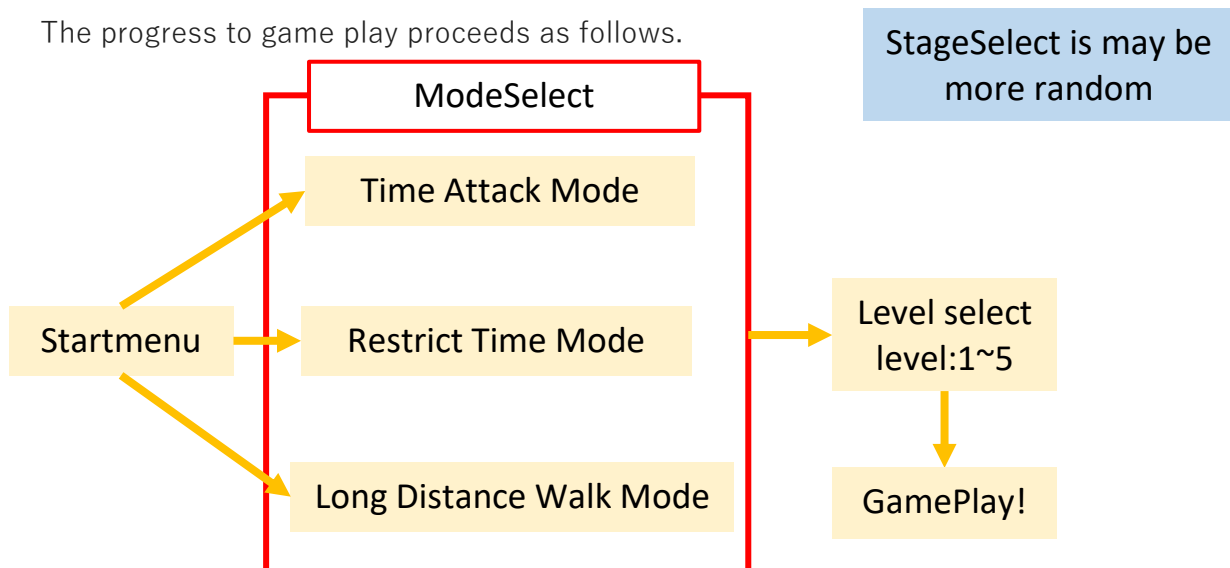 The progress to game play proceeds as follows.
StageSelect is may be
more random
ModeSelect
Time Attack Mode
Startmenu
Restrict Time Mode
Long Distance Walk Mode
Level select
level:1~5
GamePlay!